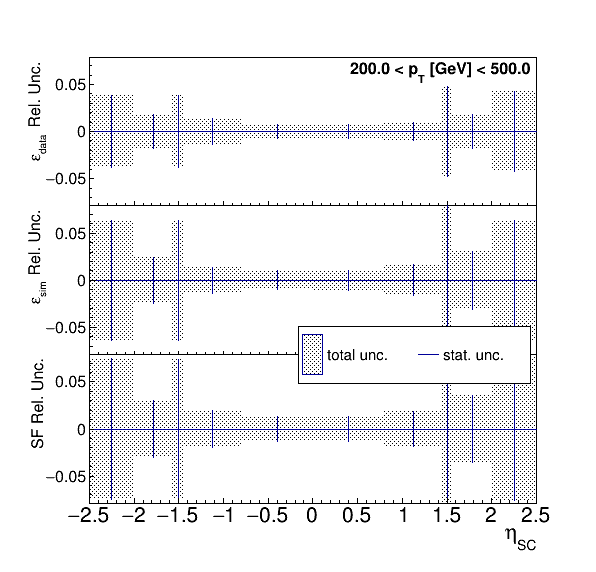 200.0 < p_T [GeV] < 500.0
ε_data Rel. Unc.
0.05
0
−0.05
ε_sim Rel. Unc.
0.05
0
−0.05
total unc.
stat. unc.
SF Rel. Unc.
0.05
0
−0.05
−2.5 −2 −1.5 −1 −0.5 0 0.5 1 1.5 2 2.5
η_SC